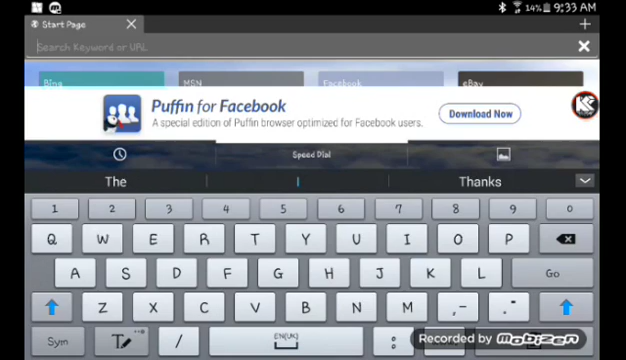 14% 9:33 AM
Start Page
Search Keyword or URL
Bing MSN Facebook eBay
Puffin for Facebook
A special edition of Puffin browser optimized for Facebook users.
Download Now
Speed Dial
The I Thanks
1 2 3 4 5 6 7 8 9 0
Q W E R T Y U I O P
A S D F G H J K L Go
Z X C V B N M ,- .
Sym T / EN(UK) :
Recorded by Mobizen